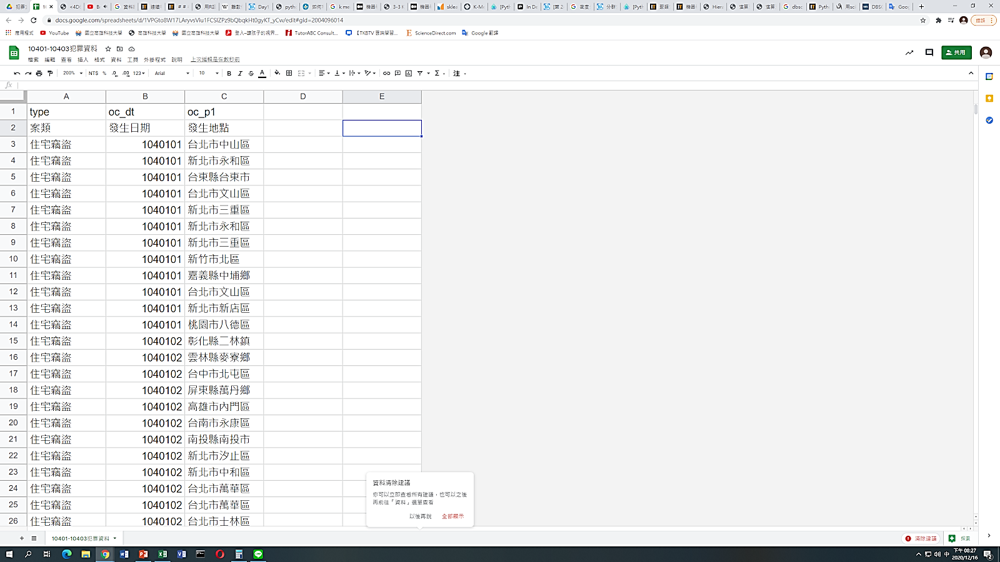 docs.google.com/spreadsheets/d/1VPGto8W17LAryvsViu1FCSIZPz9bQbqkHt0gyKT_yCw/edit#gid=2004096014
應用程式 YouTube 國立高雄科技大學 高雄科技大學 國立高雄科技大學 登入--讓孩子的視界... TutorABC Consult... 【TKBTV 雲端學習... ScienceDirect.com Google 翻譯
10401-10403犯罪資料
檔案 編輯 查看 插入 格式 資料 工具 外掛程式 說明 上次編輯是在數秒前
共用
200% NT$ % .0 .00 123 Arial 10 B I S A
fx
A B C D E
1 type oc_dt oc_p1
2 案類 發生日期 發生地點
3 住宅竊盜 1040101 台北市中山區
4 住宅竊盜 1040101 新北市永和區
5 住宅竊盜 1040101 台東縣台東市
6 住宅竊盜 1040101 台北市文山區
7 住宅竊盜 1040101 新北市三重區
8 住宅竊盜 1040101 新北市永和區
9 住宅竊盜 1040101 新北市三重區
10 住宅竊盜 1040101 新竹市北區
11 住宅竊盜 1040101 嘉義縣中埔鄉
12 住宅竊盜 1040101 台北市文山區
13 住宅竊盜 1040101 新北市新店區
14 住宅竊盜 1040101 桃園市八德區
15 住宅竊盜 1040102 彰化縣二林鎮
16 住宅竊盜 1040102 雲林縣麥寮鄉
17 住宅竊盜 1040102 台中市北屯區
18 住宅竊盜 1040102 屏東縣萬丹鄉
19 住宅竊盜 1040102 高雄市內門區
20 住宅竊盜 1040102 台南市永康區
21 住宅竊盜 1040102 南投縣南投市
22 住宅竊盜 1040102 新北市汐止區
23 住宅竊盜 1040102 新北市中和區
24 住宅竊盜 1040102 台北市萬華區
25 住宅竊盜 1040102 台北市萬華區
26 住宅竊盜 1040102 台北市士林區
資料清除建議
你可以立即查看所有建議，也可以之後
再前往「資料」選單查看
以後再說 全部顯示
10401-10403犯罪資料
清除建議 探索
中 下午 08:27
2020/12/16